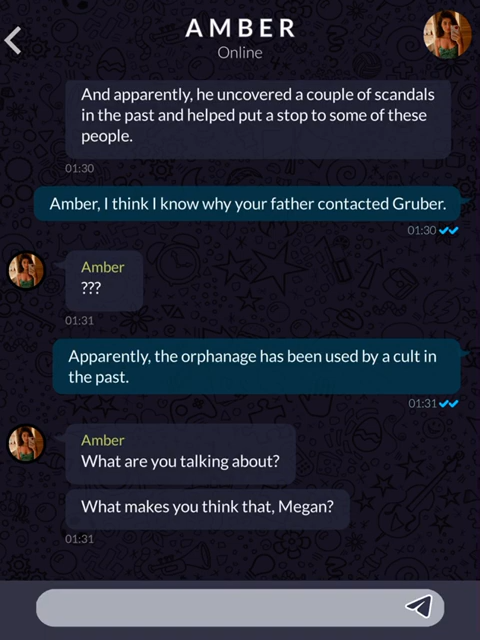 AMBER
Online
And apparently, he uncovered a couple of scandals
in the past and helped put a stop to some of these
people.
01:30
Amber, I think I know why your father contacted Gruber.
01:30
Amber
???
01:31
Apparently, the orphanage has been used by a cult in
the past.
01:31
Amber
What are you talking about?
What makes you think that, Megan?
01:31